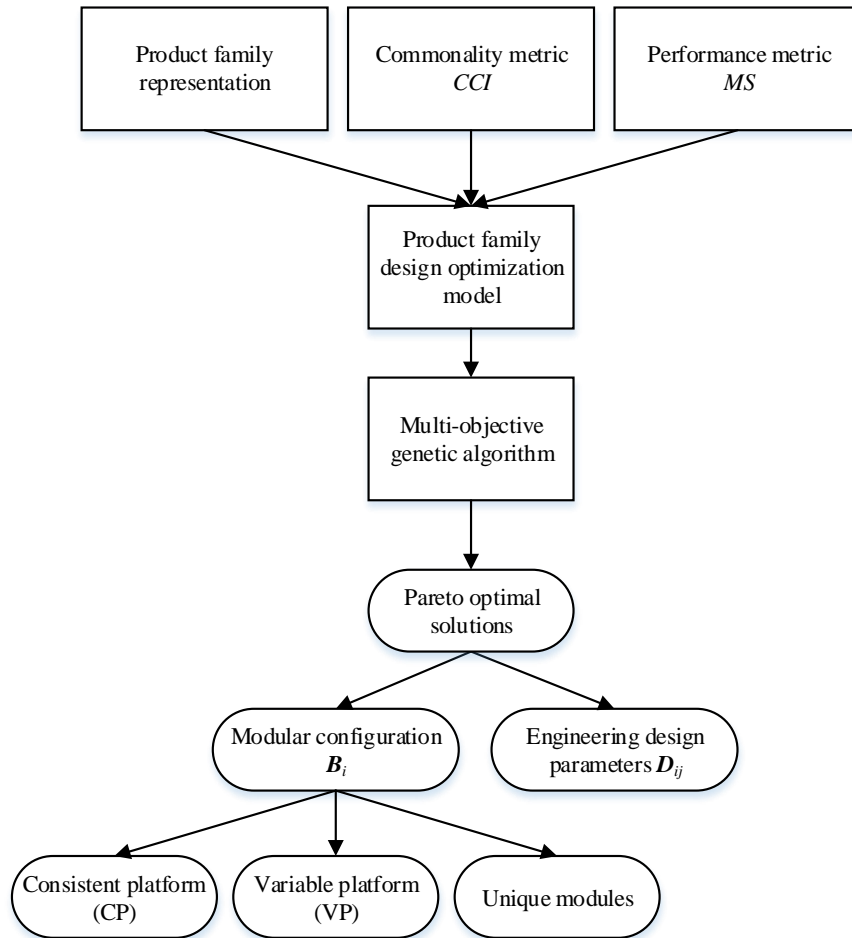 Product family
representation
Commonality metric
CCI
Performance metric
MS
Product family
design optimization
model
Multi-objective
genetic algorithm
Pareto optimal
solutions
Modular configuration
Bi
Engineering design
parameters Dij
Consistent platform
(CP)
Variable platform
(VP)
Unique modules